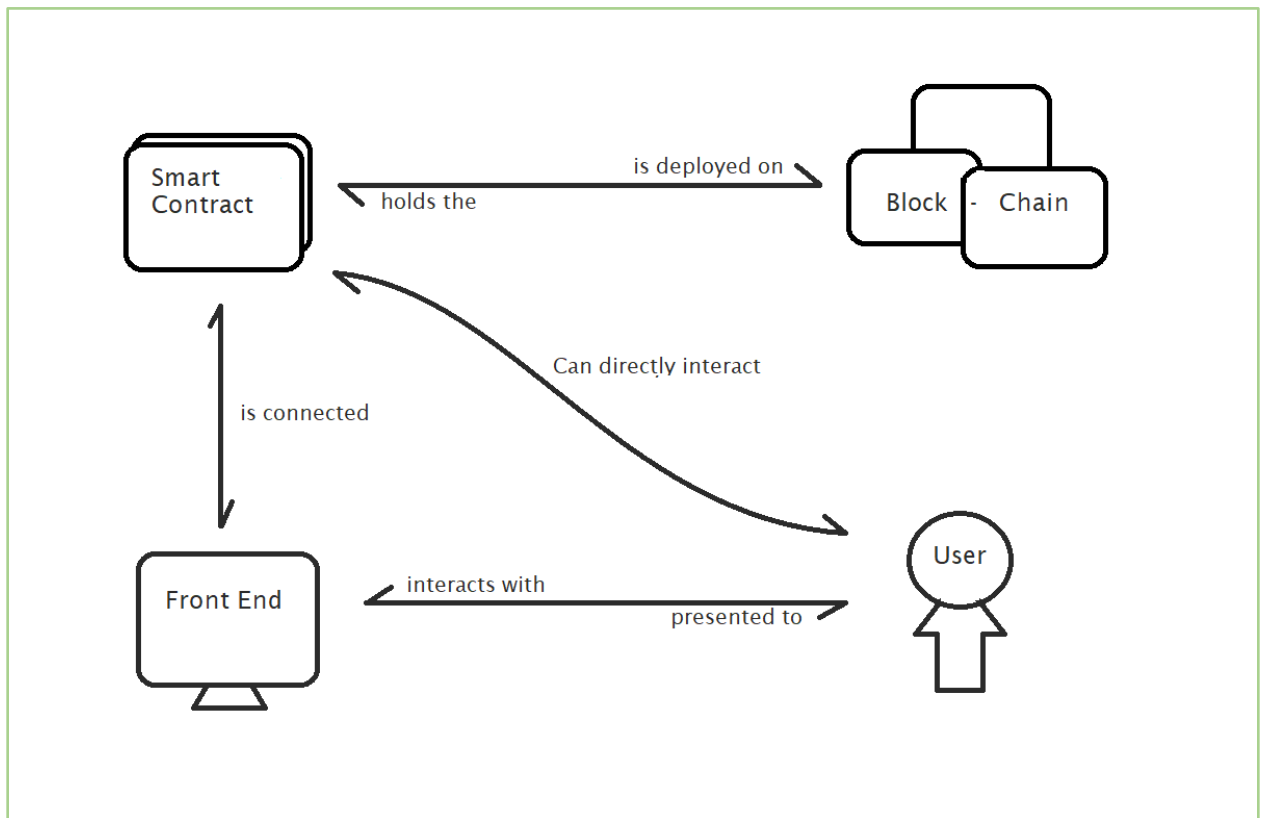 Smart
Contract
is deployed on
holds the
Block - Chain
Can directly interact
is connected
User
Front End
interacts with
presented to